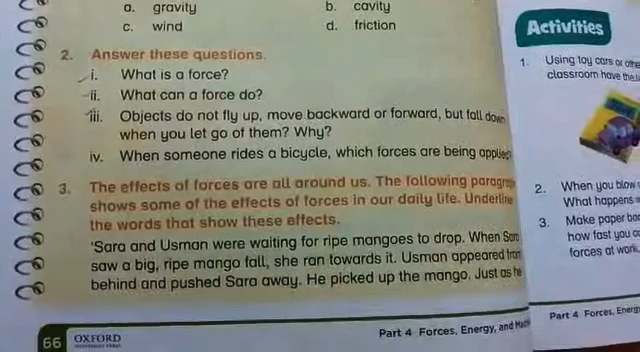 a. gravity b. cavity
c. wind d. friction
2. Answer these questions.
i. What is a force?
ii. What can a force do?
iii. Objects do not fly up, move backward or forward, but fall down
when you let go of them? Why?
iv. When someone rides a bicycle, which forces are being applied?
3. The effects of forces are all around us. The following paragraph
shows some of the effects of forces in our daily life. Underline
the words that show these effects.
'Sara and Usman were waiting for ripe mangoes to drop. When Sara
saw a big, ripe mango fall, she ran towards it. Usman appeared from
behind and pushed Sara away. He picked up the mango. Just as he
66 OXFORD
Part 4 Forces, Energy, and
Activities
1. Using toy cars or
classroom have the
2. When you blow
What happens
3. Make paper
how fast you
forces at work.
Part 4 Forces,